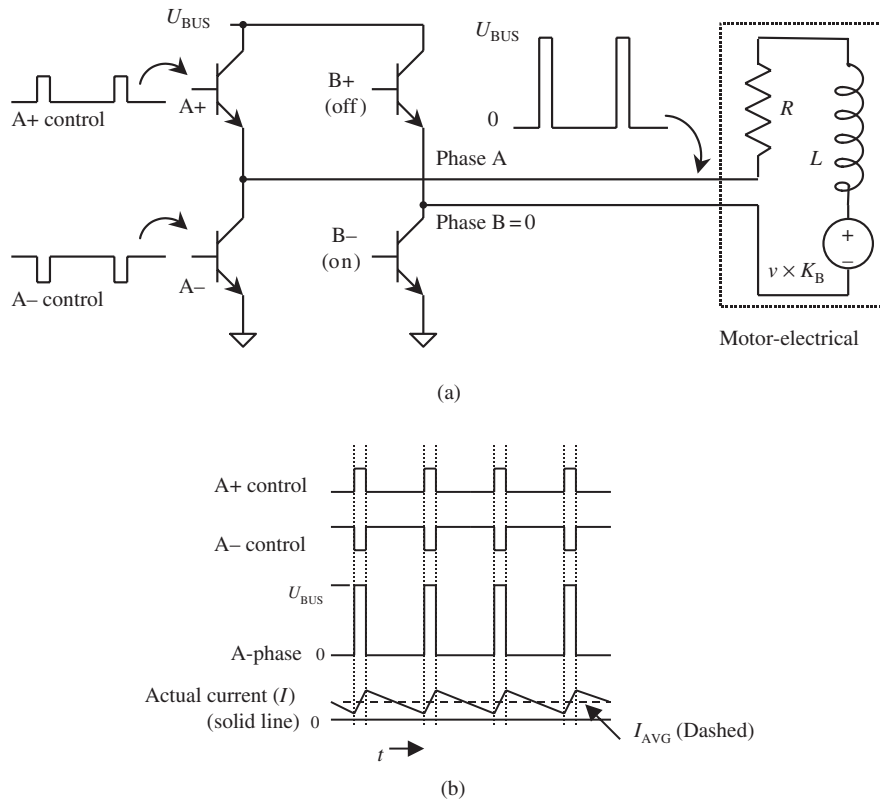 U_BUS
A+ control
A+
B+
(off)
U_BUS
0
Phase A
R
L
A– control
A–
B–
(on)
Phase B = 0
+
–
v × K_B
Motor-electrical
(a)
A+ control
A– control
U_BUS
A-phase 0
Actual current (I)
(solid line) 0
I_AVG (Dashed)
t
(b)